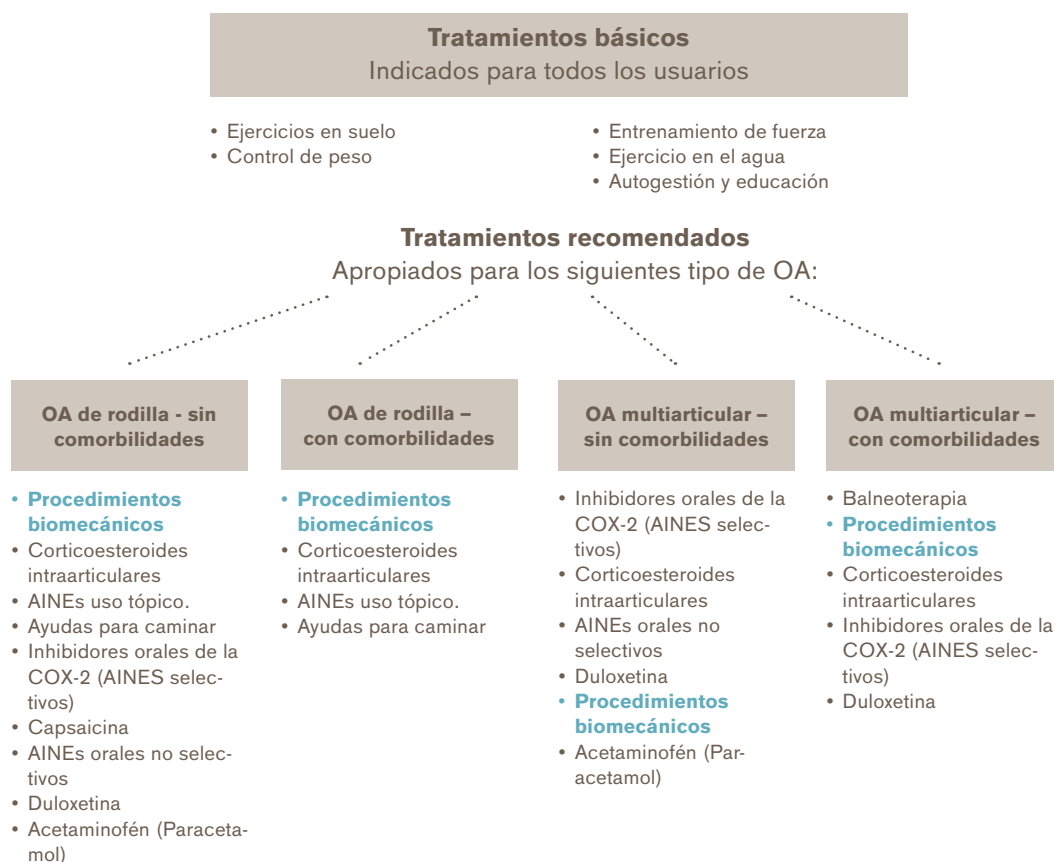 Tratamientos básicos
Indicados para todos los usuarios
• Ejercicios en suelo
• Control de peso
• Entrenamiento de fuerza
• Ejercicio en el agua
• Autogestión y educación
Tratamientos recomendados
Apropiados para los siguientes tipo de OA:
OA de rodilla - sin
comorbilidades
• Procedimientos
biomecánicos
• Corticoesteroides
intraarticulares
• AINEs uso tópico.
• Ayudas para caminar
• Inhibidores orales de la
COX-2 (AINES selec-
tivos)
• Capsaicina
• AINEs orales no selec-
tivos
• Duloxetina
• Acetaminofén (Paraceta-
mol)
OA de rodilla –
con comorbilidades
• Procedimientos
biomecánicos
• Corticoesteroides
intraarticulares
• AINEs uso tópico.
• Ayudas para caminar
OA multiarticular –
sin comorbilidades
• Inhibidores orales de la
COX-2 (AINES selec-
tivos)
• Corticoesteroides
intraarticulares
• AINEs orales no
selectivos
• Duloxetina
• Procedimientos
biomecánicos
• Acetaminofén (Par-
acetamol)
OA multiarticular –
con comorbilidades
• Balneoterapia
• Procedimientos
biomecánicos
• Corticoesteroides
intraarticulares
• Inhibidores orales de la
COX-2 (AINES selec-
tivos)
• Duloxetina